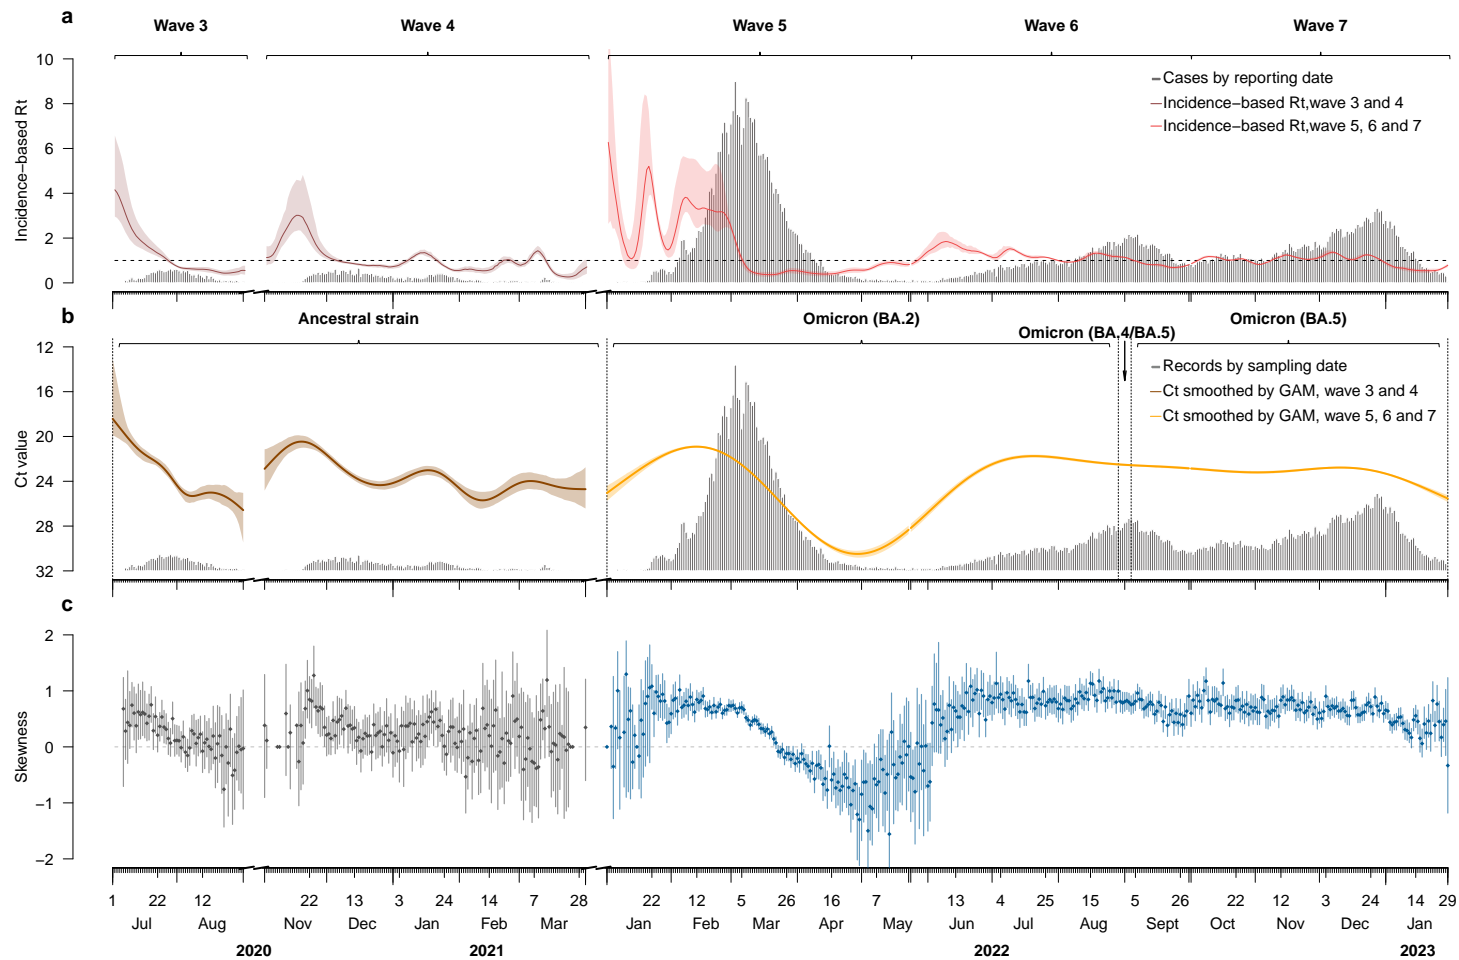 a
Wave 3 Wave 4 Wave 5 Wave 6 Wave 7
Incidence−based Rt
10
8
6
4
2
0
Cases by reporting date
Incidence−based Rt,wave 3 and 4
Incidence−based Rt,wave 5, 6 and 7
b
Ancestral strain Omicron (BA.2) Omicron (BA.4/BA.5) Omicron (BA.5)
Ct value
12
16
20
24
28
32
Records by sampling date
Ct smoothed by GAM, wave 3 and 4
Ct smoothed by GAM, wave 5, 6 and 7
c
Skewness
2
1
0
−1
−2
1 22 12 22 13 3 24 14 7 28 22 12 5 26 16 7 13 4 25 15 5 26 22 12 3 24 14 29
Jul Aug Nov Dec Jan Feb Mar Jan Feb Mar Apr May Jun Jul Aug Sept Oct Nov Dec Jan
2020 2021 2022 2023